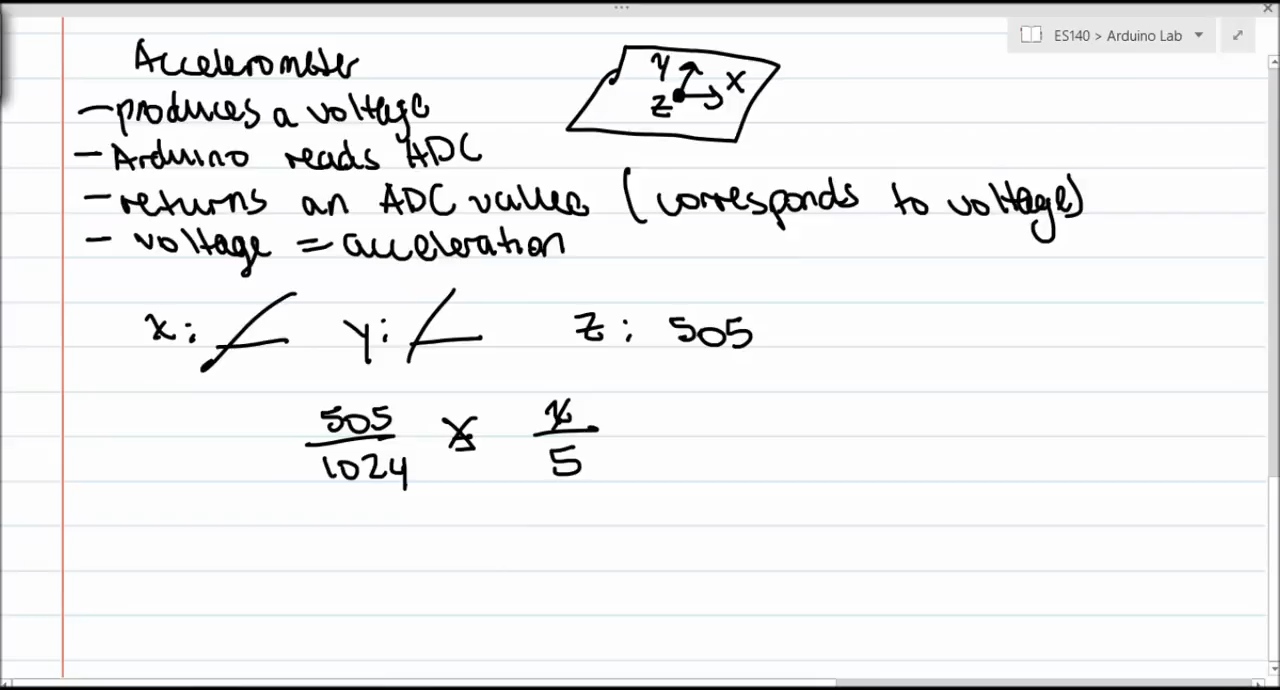 ES140 > Arduino Lab
Accelerometer
Y X
Z
- produces a voltage
- Arduino reads ADC
- returns an ADC value (corresponds to voltage)
- voltage = acceleration
x: y: z: 505
505 x
1024 5